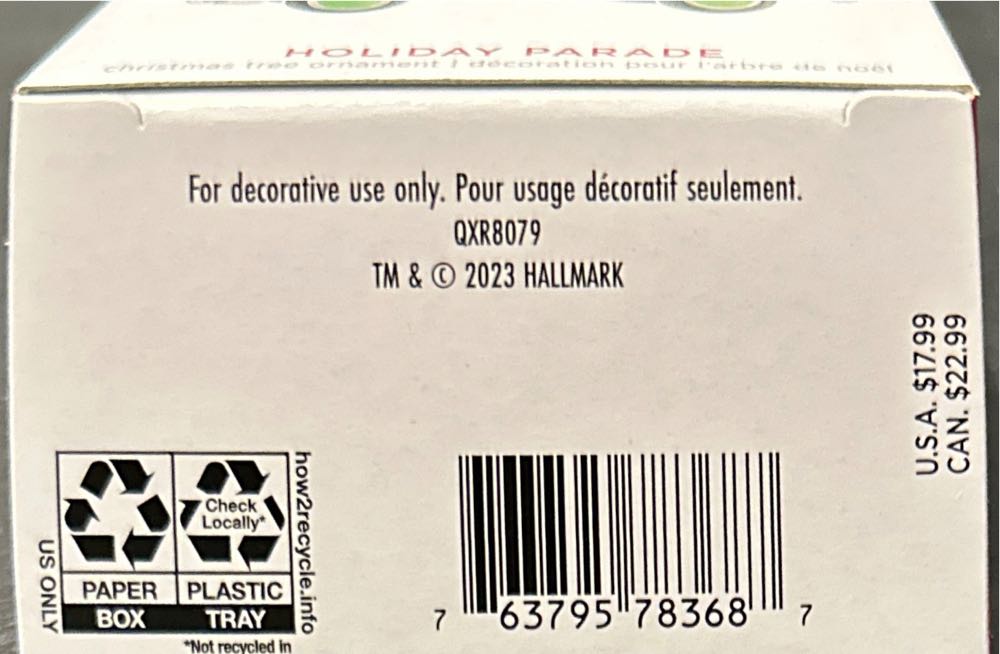 HOLIDAY PARADE
christmas tree ornament | décoration pour l'arbre de noël
For decorative use only. Pour usage décoratif seulement.
QXR8079
TM & © 2023 HALLMARK
U.S.A. $17.99
CAN. $22.99
how2recycle.info
US ONLY
Check
Locally*
PAPER PLASTIC
BOX TRAY
*Not recycled in
7 63795 78368 7